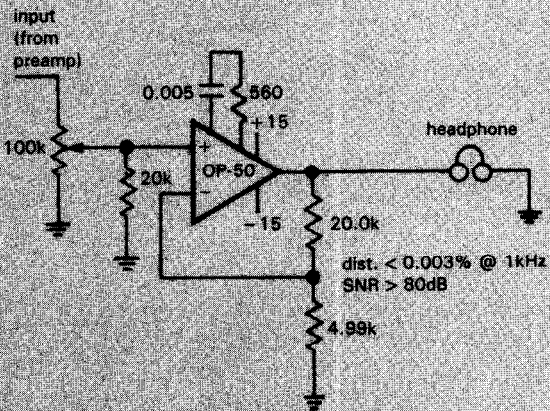 input
(from
preamp)
0.005
560
+15
headphone
100k
+
OP-50
20k
−
−15
20.0k
dist. < 0.003% @ 1kHz
SNR > 80dB
4.99k